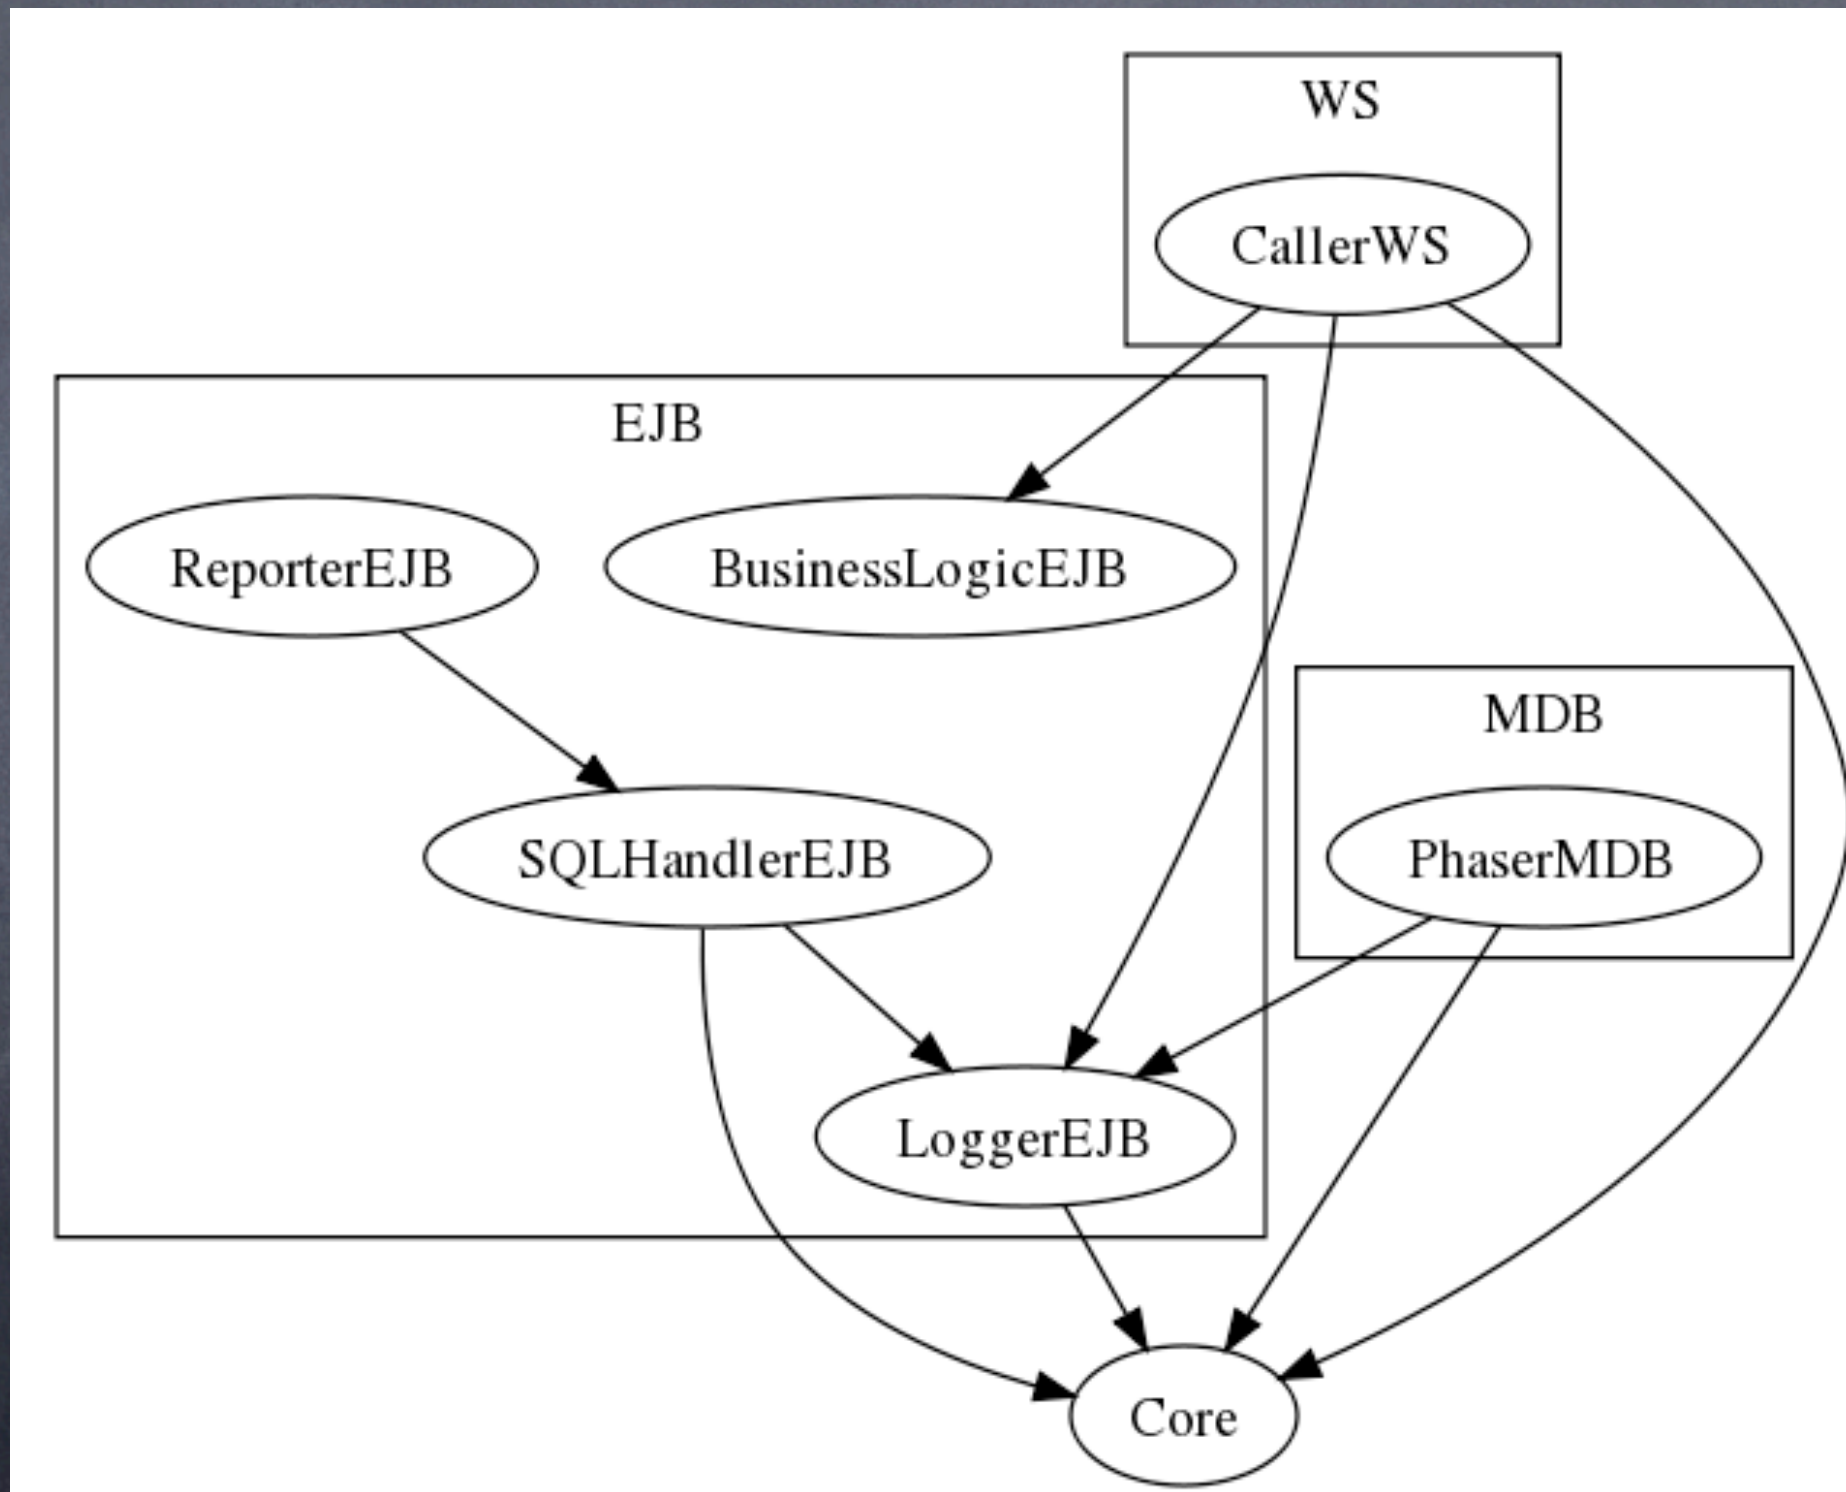 WS
CallerWS
EJB
ReporterEJB
BusinessLogicEJB
MDB
SQLHandlerEJB
PhaserMDB
LoggerEJB
Core